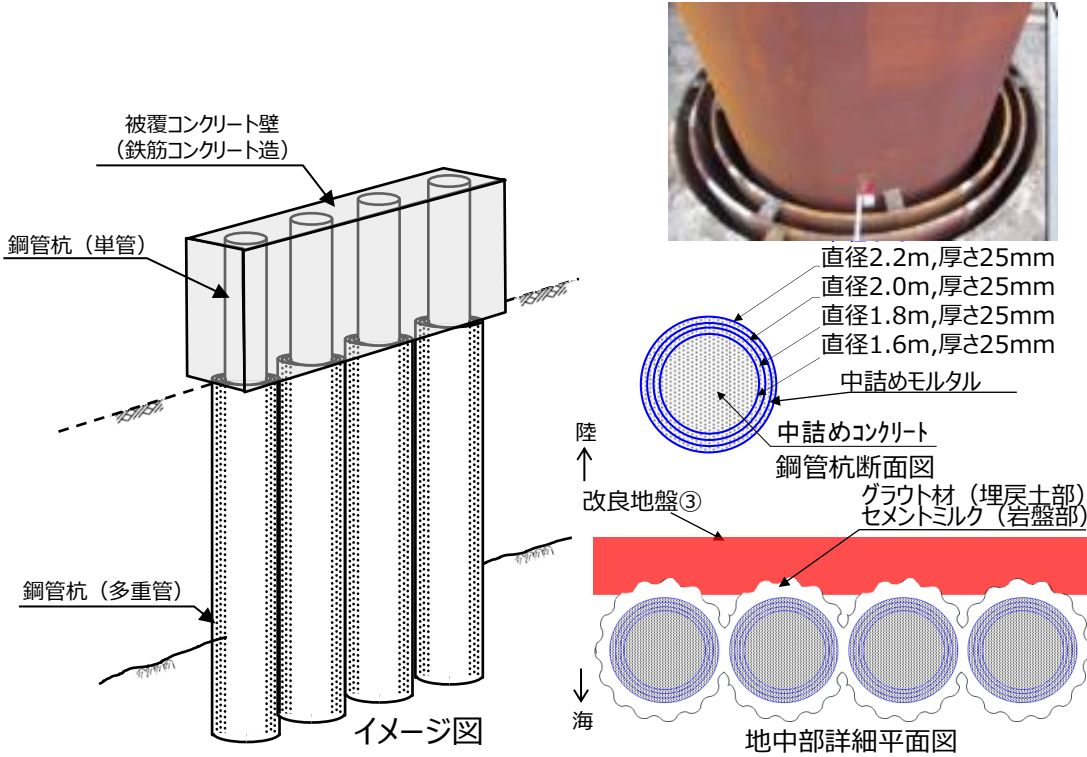 被覆コンクリート壁
（鉄筋コンクリート造）
鋼管杭（単管）
鋼管杭（多重管）
イメージ図
直径2.2m,厚さ25mm
直径2.0m,厚さ25mm
直径1.8m,厚さ25mm
直径1.6m,厚さ25mm
中詰めモルタル
中詰めコンクリート
鋼管杭断面図
陸
改良地盤③
グラウト材（埋戻土部）
セメントミルク（岩盤部）
海
地中部詳細平面図